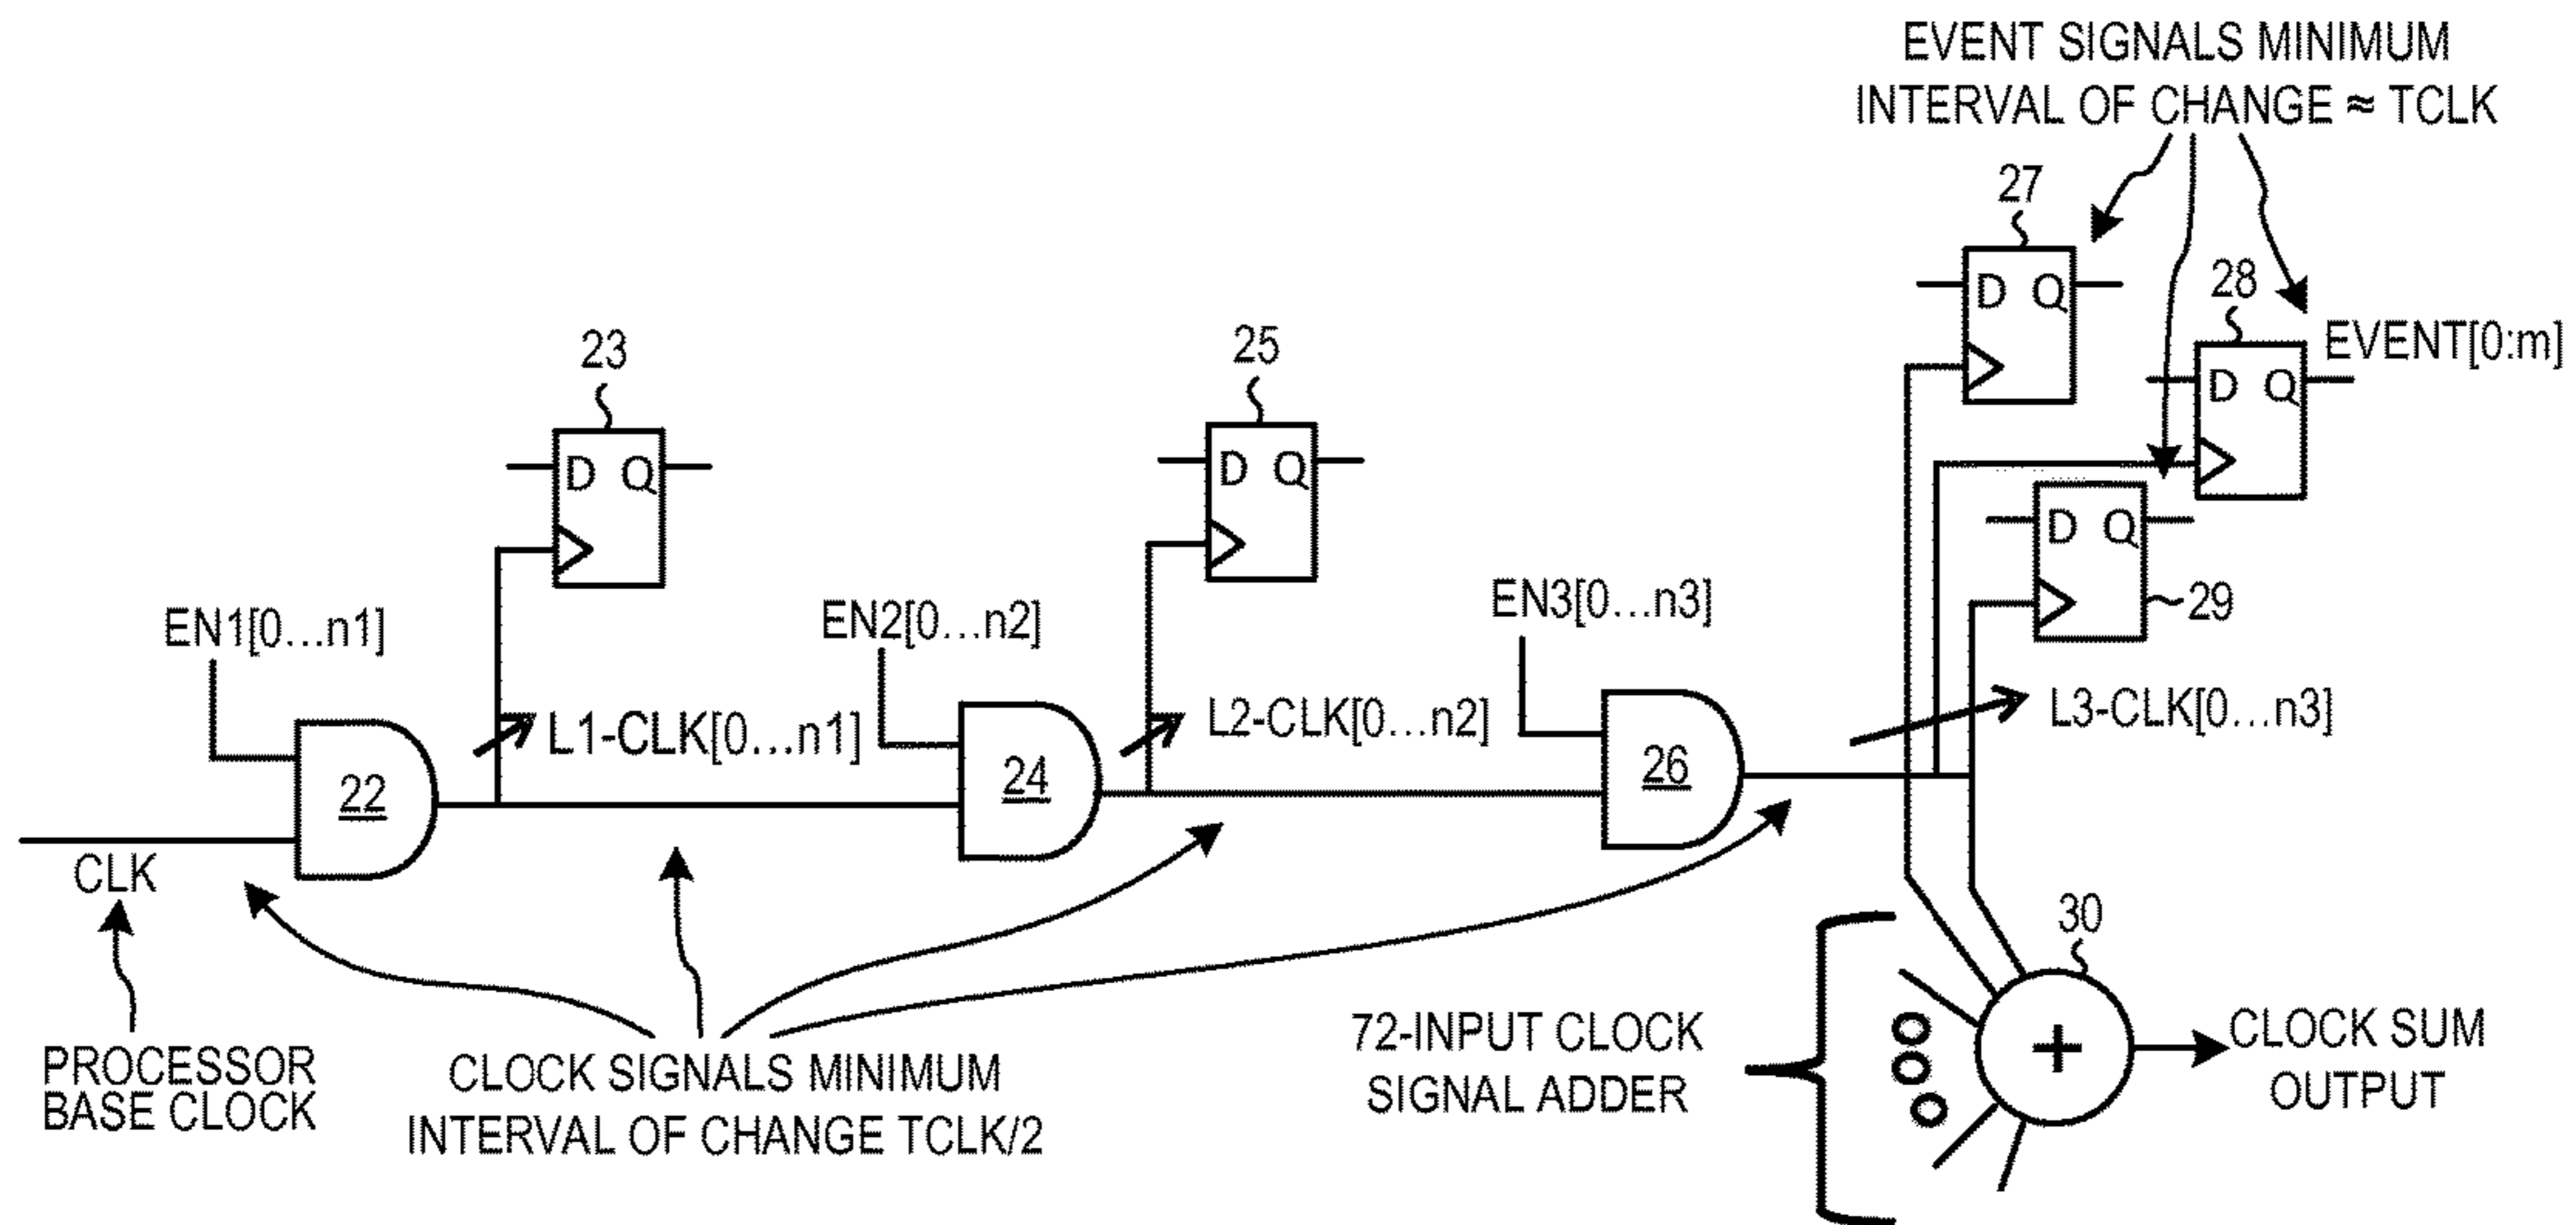 EVENT SIGNALS MINIMUM
INTERVAL OF CHANGE ≈ TCLK
27
D Q
28
EVENT[0:m]
D Q
23
D Q
25
D Q
D Q
29
EN1[0...n1]
EN2[0...n2]
EN3[0...n3]
L1-CLK[0...n1]
L2-CLK[0...n2]
L3-CLK[0...n3]
22
24
26
CLK
PROCESSOR
BASE CLOCK
CLOCK SIGNALS MINIMUM
INTERVAL OF CHANGE TCLK/2
72-INPUT CLOCK
SIGNAL ADDER
30
+
CLOCK SUM
OUTPUT